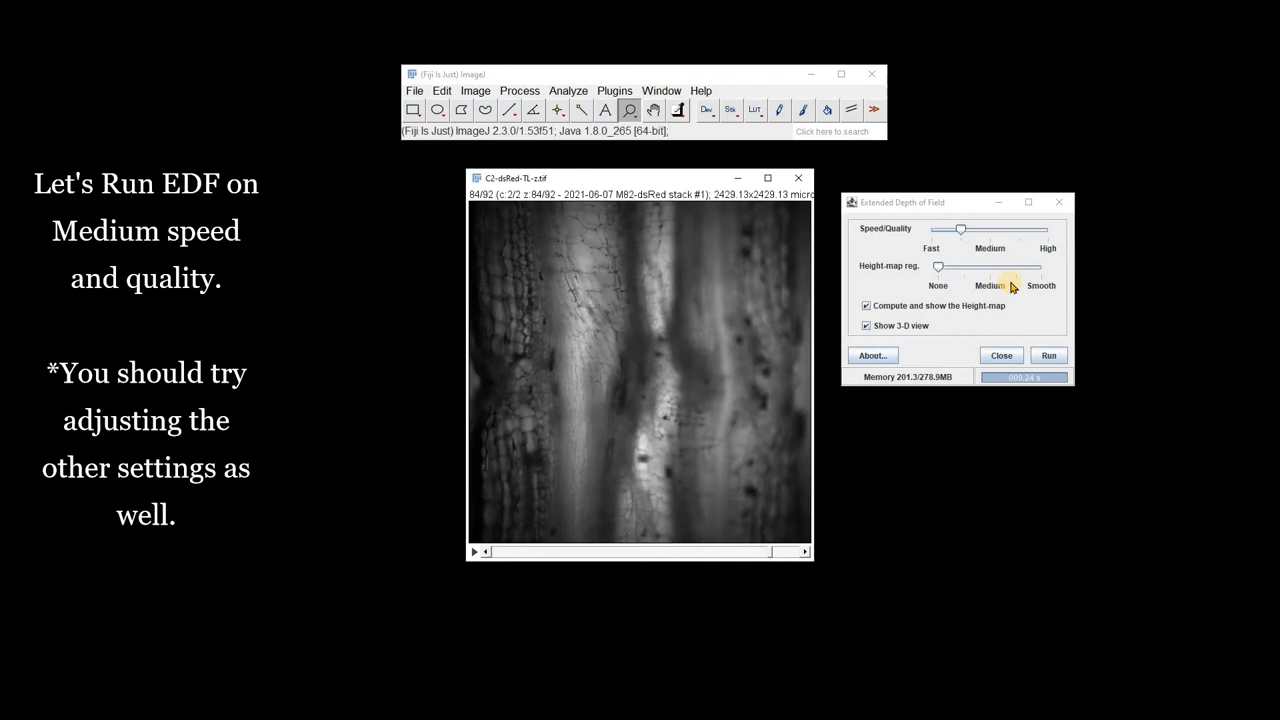 (Fiji Is Just) ImageJ
File Edit Image Process Analyze Plugins Window Help
Dev Stk LUT
(Fiji Is Just) ImageJ 2.3.0/1.53f51; Java 1.8.0_265 [64-bit];
Click here to search
Let's Run EDF on
Medium speed
and quality.
*You should try
adjusting the
other settings as
well.
C2-dsRed-TL-z.tif
84/92 (c:2/2 z:84/92 - 2021-06-07 M82-dsRed stack #1); 2429.13x2429.13 micro
Extended Depth of Field
Speed/Quality
Fast Medium High
Height-map reg.
None Medium Smooth
Compute and show the Height-map
Show 3-D view
About... Close Run
Memory 201.3/278.9MB
009.24 s